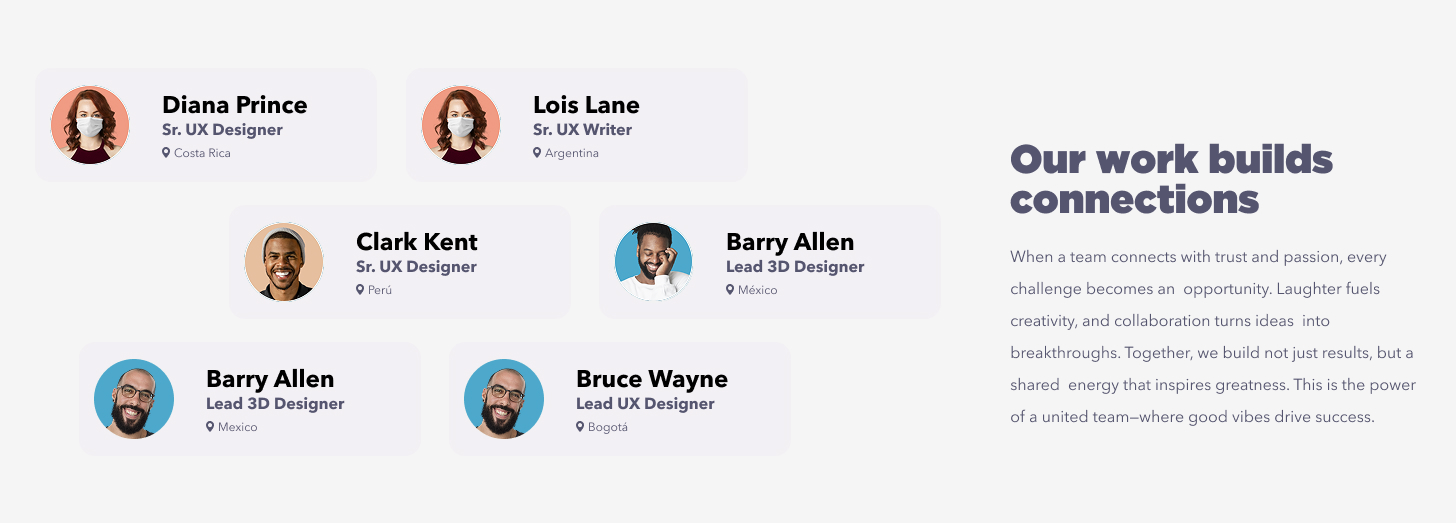 Diana Prince
Sr. UX Designer
Costa Rica
Lois Lane
Sr. UX Writer
Argentina
Clark Kent
Sr. UX Designer
Perú
Barry Allen
Lead 3D Designer
México
Barry Allen
Lead 3D Designer
Mexico
Bruce Wayne
Lead UX Designer
Bogotá
Our work builds
connections
When a team connects with trust and passion, every
challenge becomes an  opportunity. Laughter fuels
creativity, and collaboration turns ideas  into
breakthroughs. Together, we build not just results, but a
shared  energy that inspires greatness. This is the power
of a united team—where good vibes drive success.